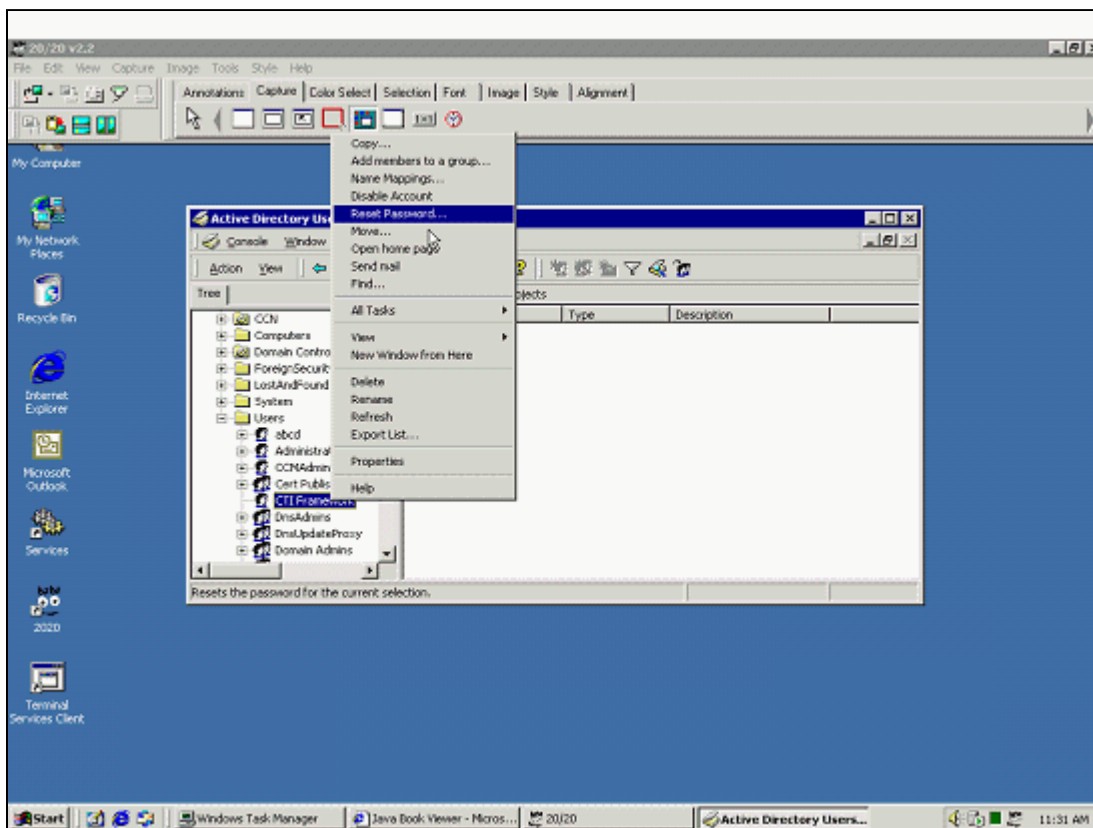 20/20 v2.2
File Edit View Capture Image Tools Style Help
Annotations Capture Color Select Selection Font Image Style Alignment
My Computer
My Network Places
Recycle Bin
Internet Explorer
Microsoft Outlook
Services
2020
Terminal Services Client
Copy...
Add members to a group...
Name Mappings...
Disable Account
Reset Password...
Move...
Open home page
Send mail
Find...
All Tasks
View
New Window from Here
Delete
Rename
Refresh
Export List...
Properties
Help
Active Directory Use
Console Window
Action View
Tree
bjects
Type Description
CCN
Computers
Domain Contro
ForeignSecurit
LostAndFound
System
Users
abcd
Administrat
CCMAdmin
Cert Publis
CTI Framework
DnsAdmins
DnsUpdateProxy
Domain Admins
Resets the password for the current selection.
Start Windows Task Manager Java Book Viewer - Micros... 20/20 Active Directory Users... 11:31 AM